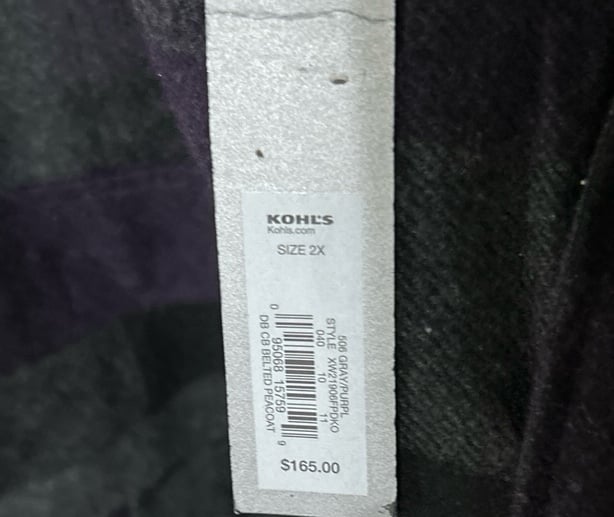 KOHL'S
Kohls.com
SIZE 2X
506 GRAY/PURPL
STYLE XW21906FPDKO
040 10 11
0 95068 15759 9
DB CB BELTED PEACOAT
$165.00